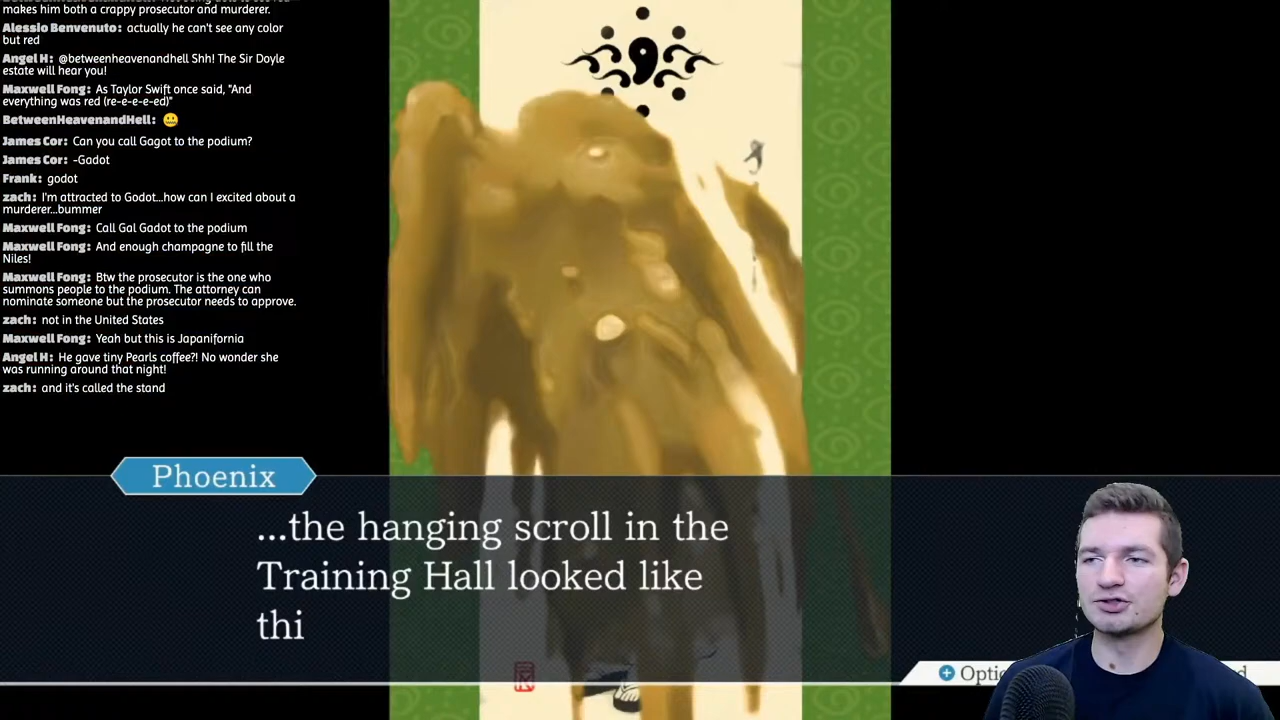 makes him both a crappy prosecutor and murderer.
Alessio Benvenuto: actually he can't see any color
but red
Angel H: @betweenheavenandhell Shh! The Sir Doyle
estate will hear you!
Maxwell Fong: As Taylor Swift once said, "And
everything was red (re-e-e-e-ed)"
BetweenHeavenandHell: 🤐
James Cor: Can you call Gagot to the podium?
James Cor: -Gadot
Frank: godot
zach: I'm attracted to Godot...how can I excited about a
murderer...bummer
Maxwell Fong: Call Gal Gadot to the podium
Maxwell Fong: And enough champagne to fill the
Niles!
Maxwell Fong: Btw the prosecutor is the one who
summons people to the podium. The attorney can
nominate someone but the prosecutor needs to approve.
zach: not in the United States
Maxwell Fong: Yeah but this is Japanifornia
Angel H: He gave tiny Pearls coffee?! No wonder she
was running around that night!
zach: and it's called the stand
Phoenix
...the hanging scroll in the
Training Hall looked like
thi
Optio